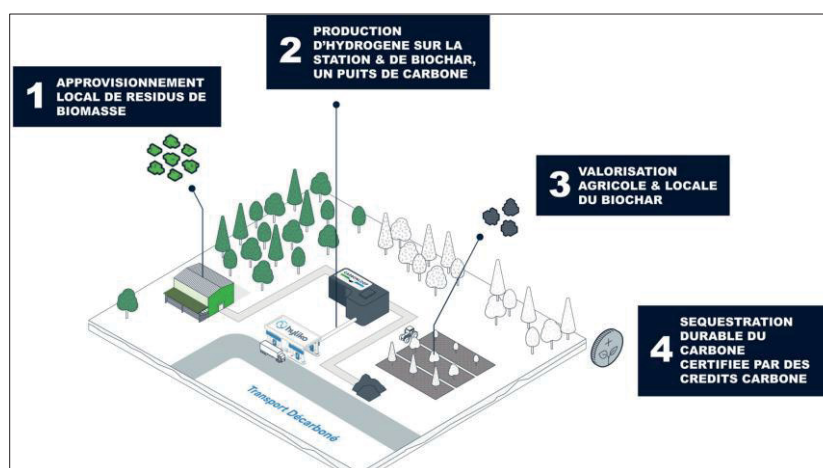 1
APPROVISIONNEMENT
LOCAL DE RESIDUS DE
BIOMASSE
2
PRODUCTION
D'HYDROGENE SUR LA
STATION & DE BIOCHAR,
UN PUITS DE CARBONE
3
VALORISATION
AGRICOLE & LOCALE
DU BIOCHAR
4
SEQUESTRATION
DURABLE DU
CARBONE
CERTIFIEE PAR DES
CREDITS CARBONE
hyliko
Transport Décarboné